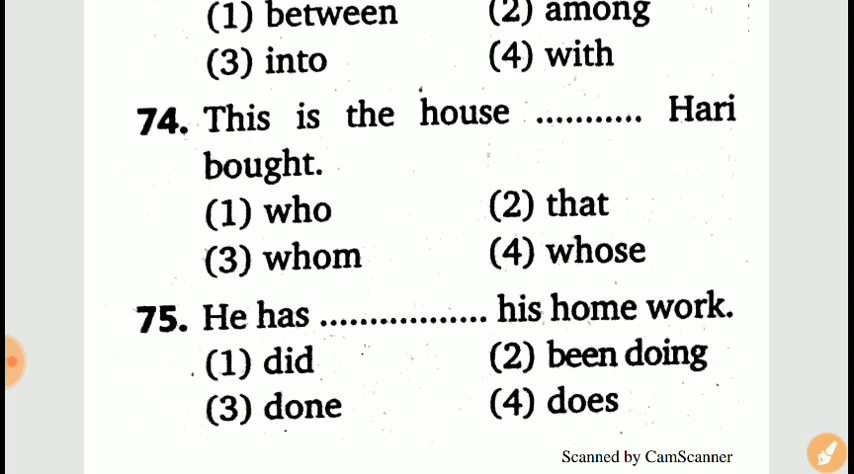 (1) between (2) among
(3) into (4) with
74. This is the house ........... Hari
bought.
(1) who (2) that
(3) whom (4) whose
75. He has ................. his home work.
(1) did (2) been doing
(3) done (4) does
Scanned by CamScanner